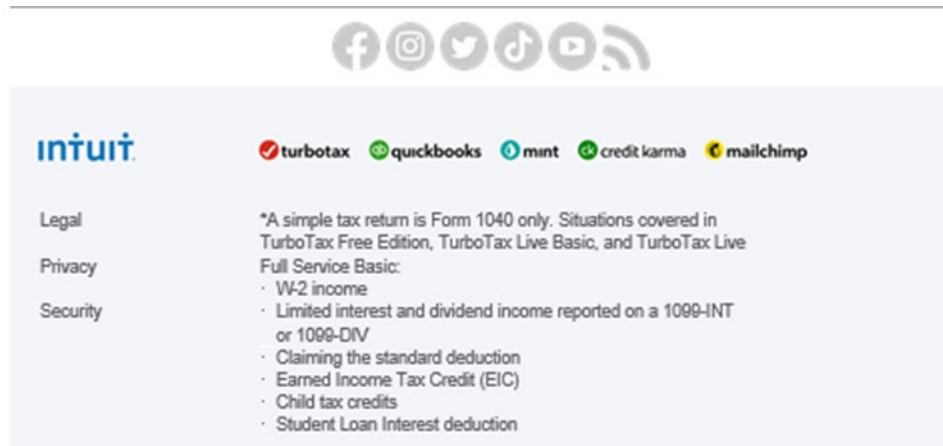 intuit
turbotax quickbooks mint credit karma mailchimp
Legal
Privacy
Security
*A simple tax return is Form 1040 only. Situations covered in
TurboTax Free Edition, TurboTax Live Basic, and TurboTax Live
Full Service Basic:
· W-2 income
· Limited interest and dividend income reported on a 1099-INT
or 1099-DIV
· Claiming the standard deduction
· Earned Income Tax Credit (EIC)
· Child tax credits
· Student Loan Interest deduction